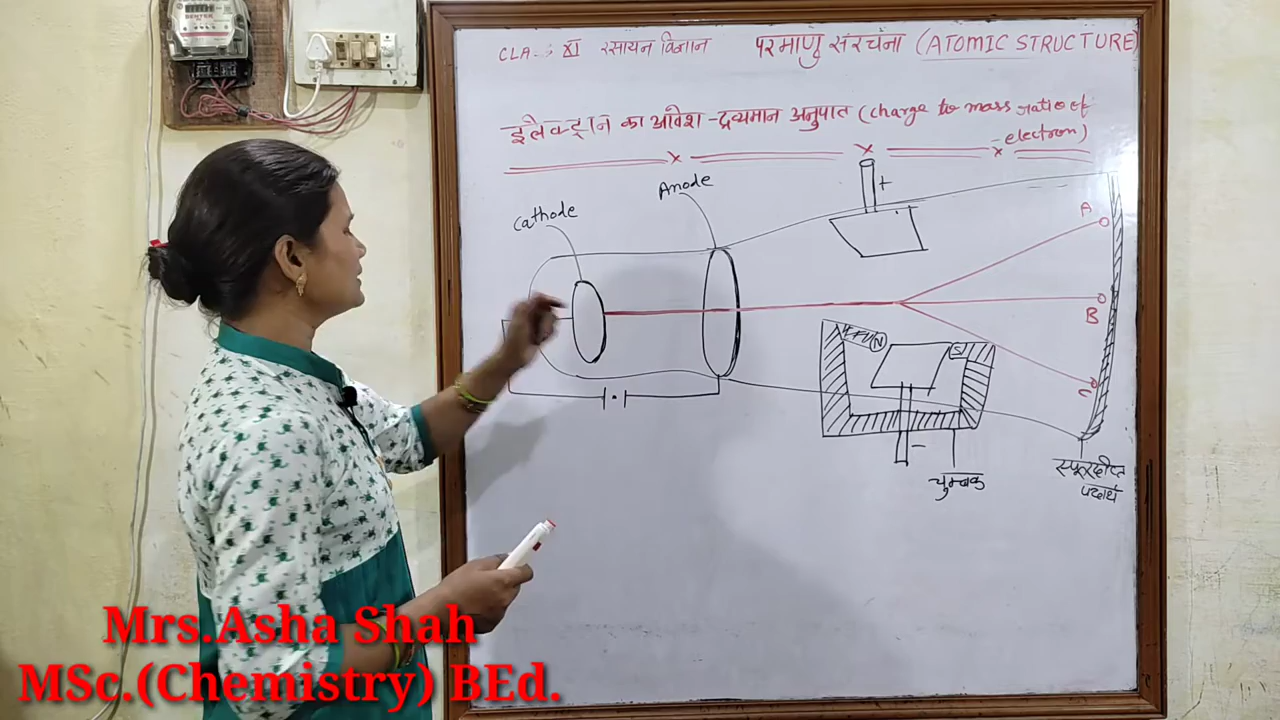 CLA : XI रसायन विज्ञान परमाणु संरचना (ATOMIC STRUCTURE)
इलेक्ट्रान का आवेश - द्रव्यमान अनुपात (charge to mass ratio of
electron)
Anode
Cathode
+
A
B
N
S
C
-
चुम्बक
स्फूरदीप्त
पदार्थ
Mrs.Asha Shah
MSc.(Chemistry) BEd.